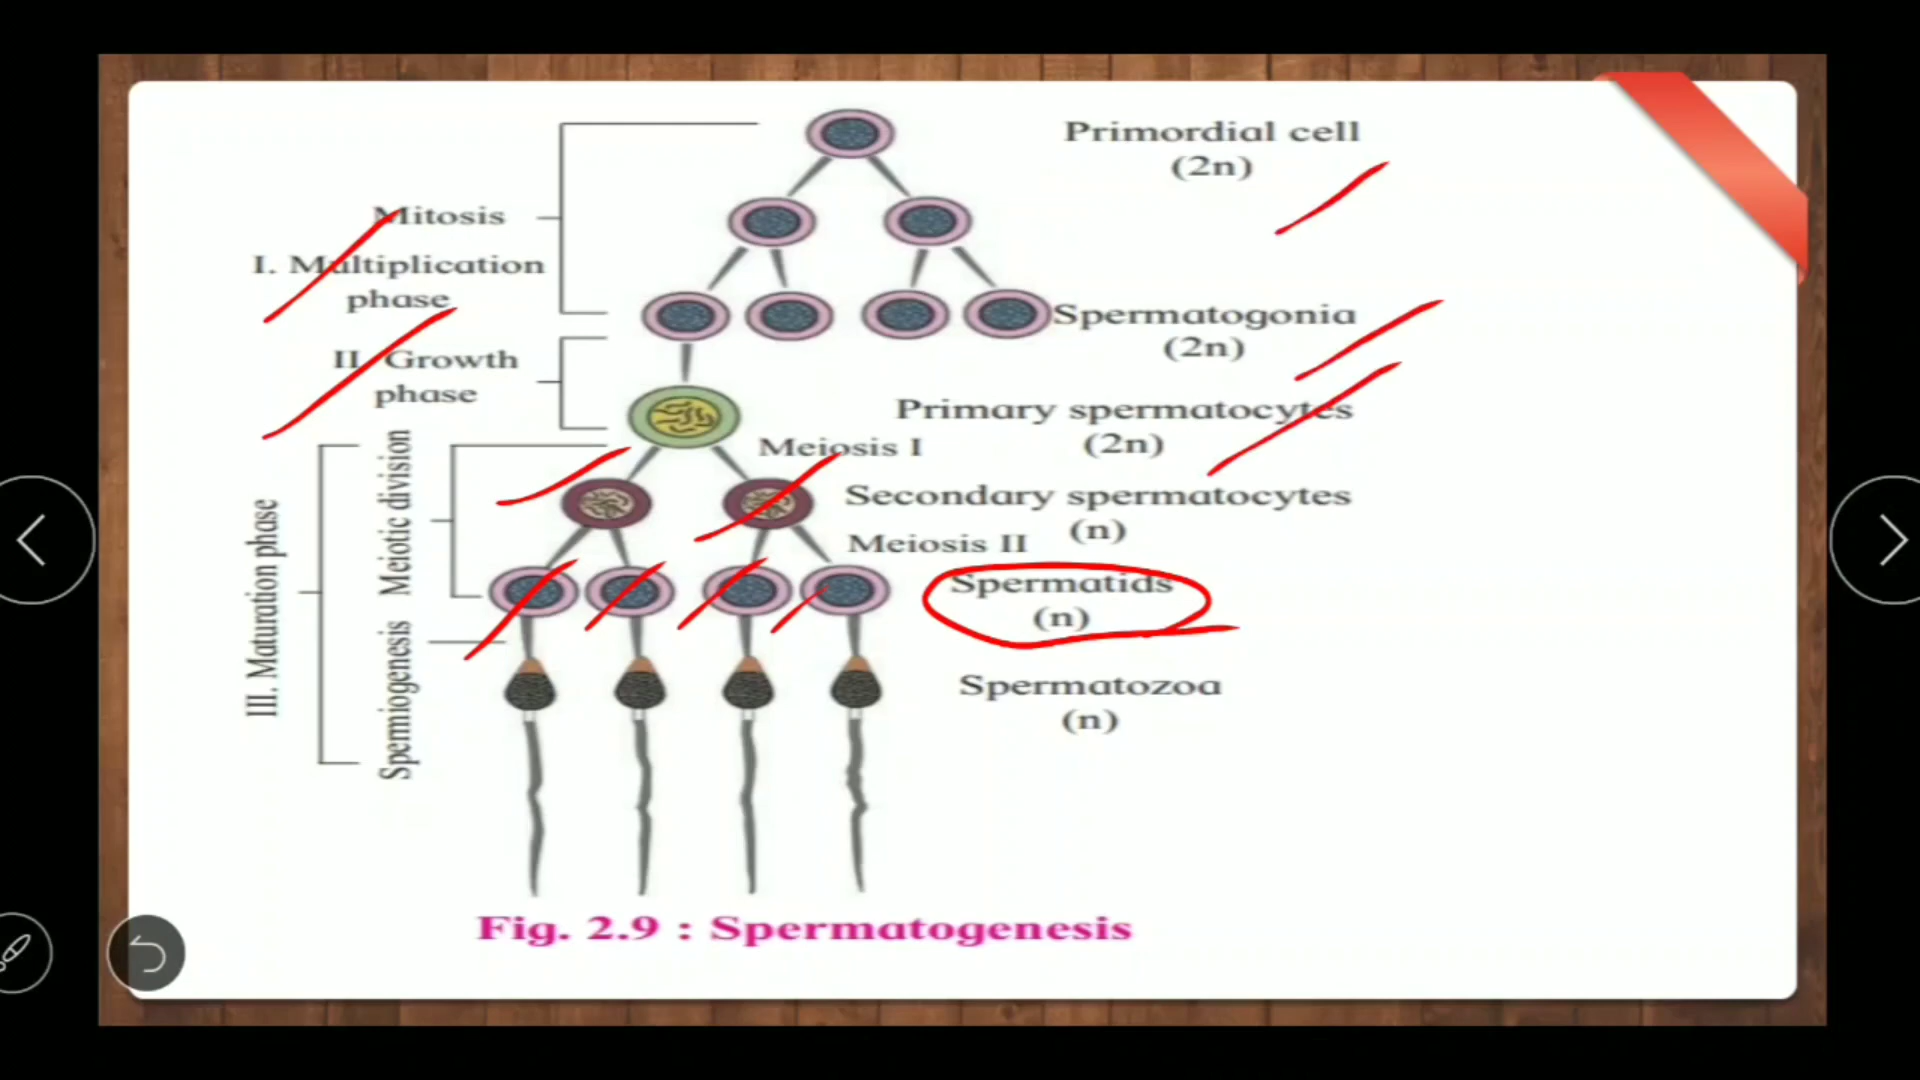 Primordial cell
(2n)
Mitosis
I. Multiplication
phase
Spermatogonia
(2n)
II. Growth
phase
Primary spermatocytes
(2n)
Meiosis I
Secondary spermatocytes
(n)
Meiosis II
Spermatids
(n)
Spermatozoa
(n)
III. Maturation phase
Meiotic division
Spermiogenesis
Fig. 2.9 : Spermatogenesis